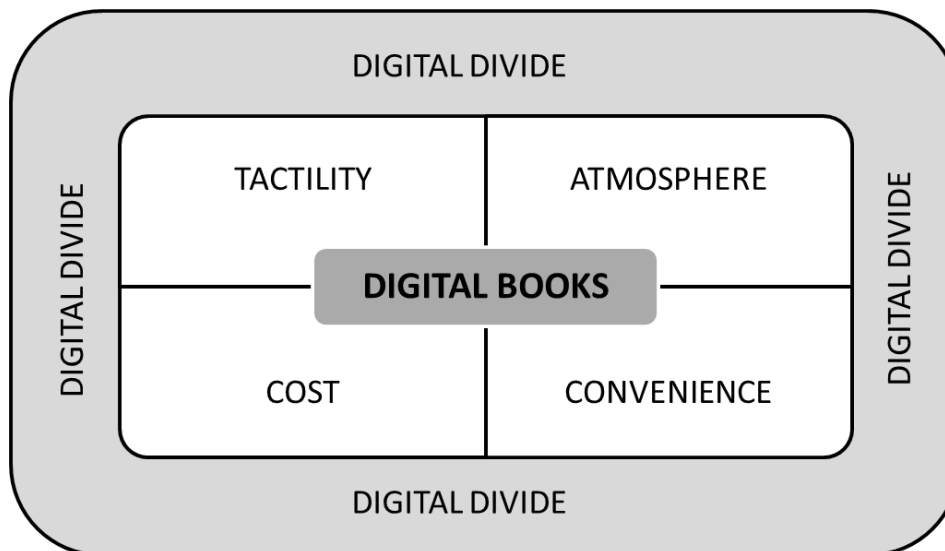 DIGITAL DIVIDE
TACTILITY
ATMOSPHERE
DIGITAL DIVIDE
DIGITAL DIVIDE
DIGITAL BOOKS
COST
CONVENIENCE
DIGITAL DIVIDE